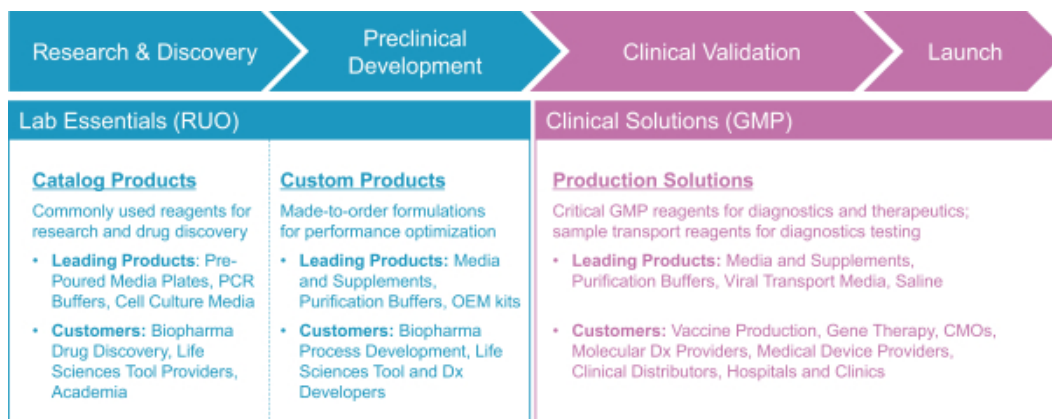 Research & Discovery
Preclinical
Development
Clinical Validation
Launch
Lab Essentials (RUO)
Clinical Solutions (GMP)
Catalog Products
Commonly used reagents for
research and drug discovery
• Leading Products: Pre-
Poured Media Plates, PCR
Buffers, Cell Culture Media
• Customers: Biopharma
Drug Discovery, Life
Sciences Tool Providers,
Academia
Custom Products
Made-to-order formulations
for performance optimization
• Leading Products: Media
and Supplements,
Purification Buffers, OEM kits
• Customers: Biopharma
Process Development, Life
Sciences Tool and Dx
Developers
Production Solutions
Critical GMP reagents for diagnostics and therapeutics;
sample transport reagents for diagnostics testing
• Leading Products: Media and Supplements,
Purification Buffers, Viral Transport Media, Saline
• Customers: Vaccine Production, Gene Therapy, CMOs,
Molecular Dx Providers, Medical Device Providers,
Clinical Distributors, Hospitals and Clinics